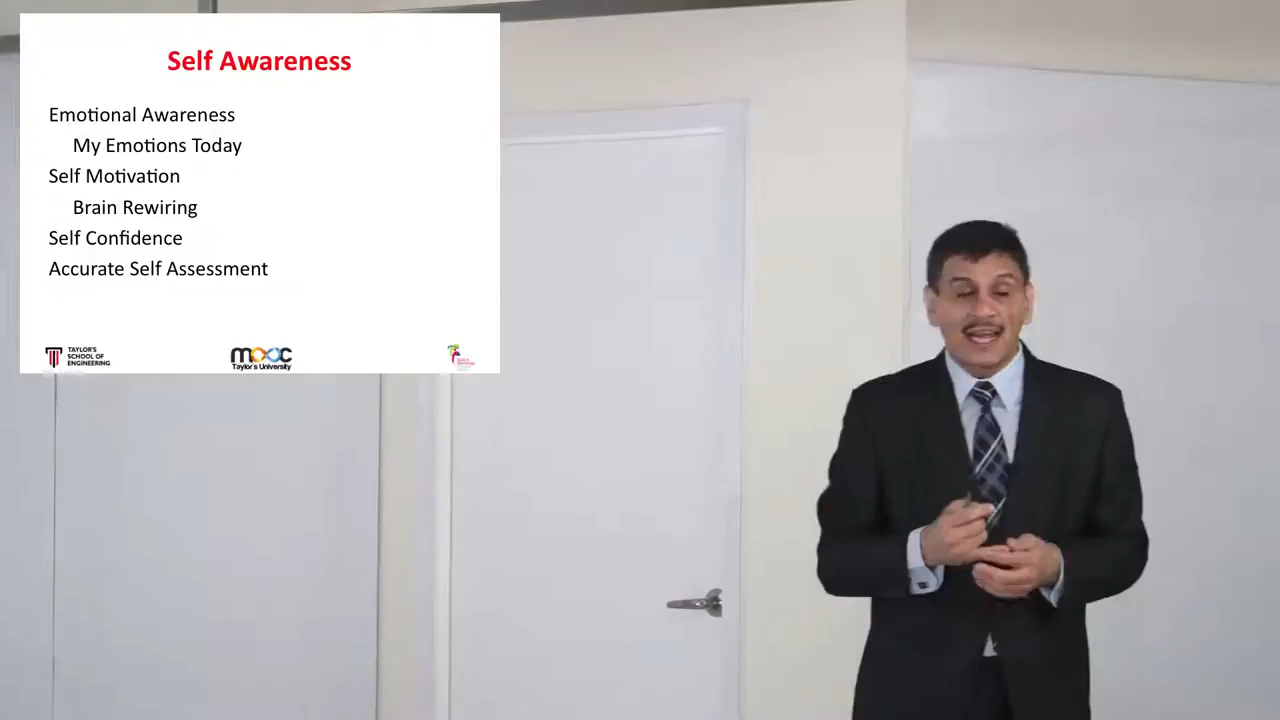 Self Awareness
Emotional Awareness
My Emotions Today
Self Motivation
Brain Rewiring
Self Confidence
Accurate Self Assessment
TAYLOR'S
SCHOOL OF
ENGINEERING
mooc
Taylor's University